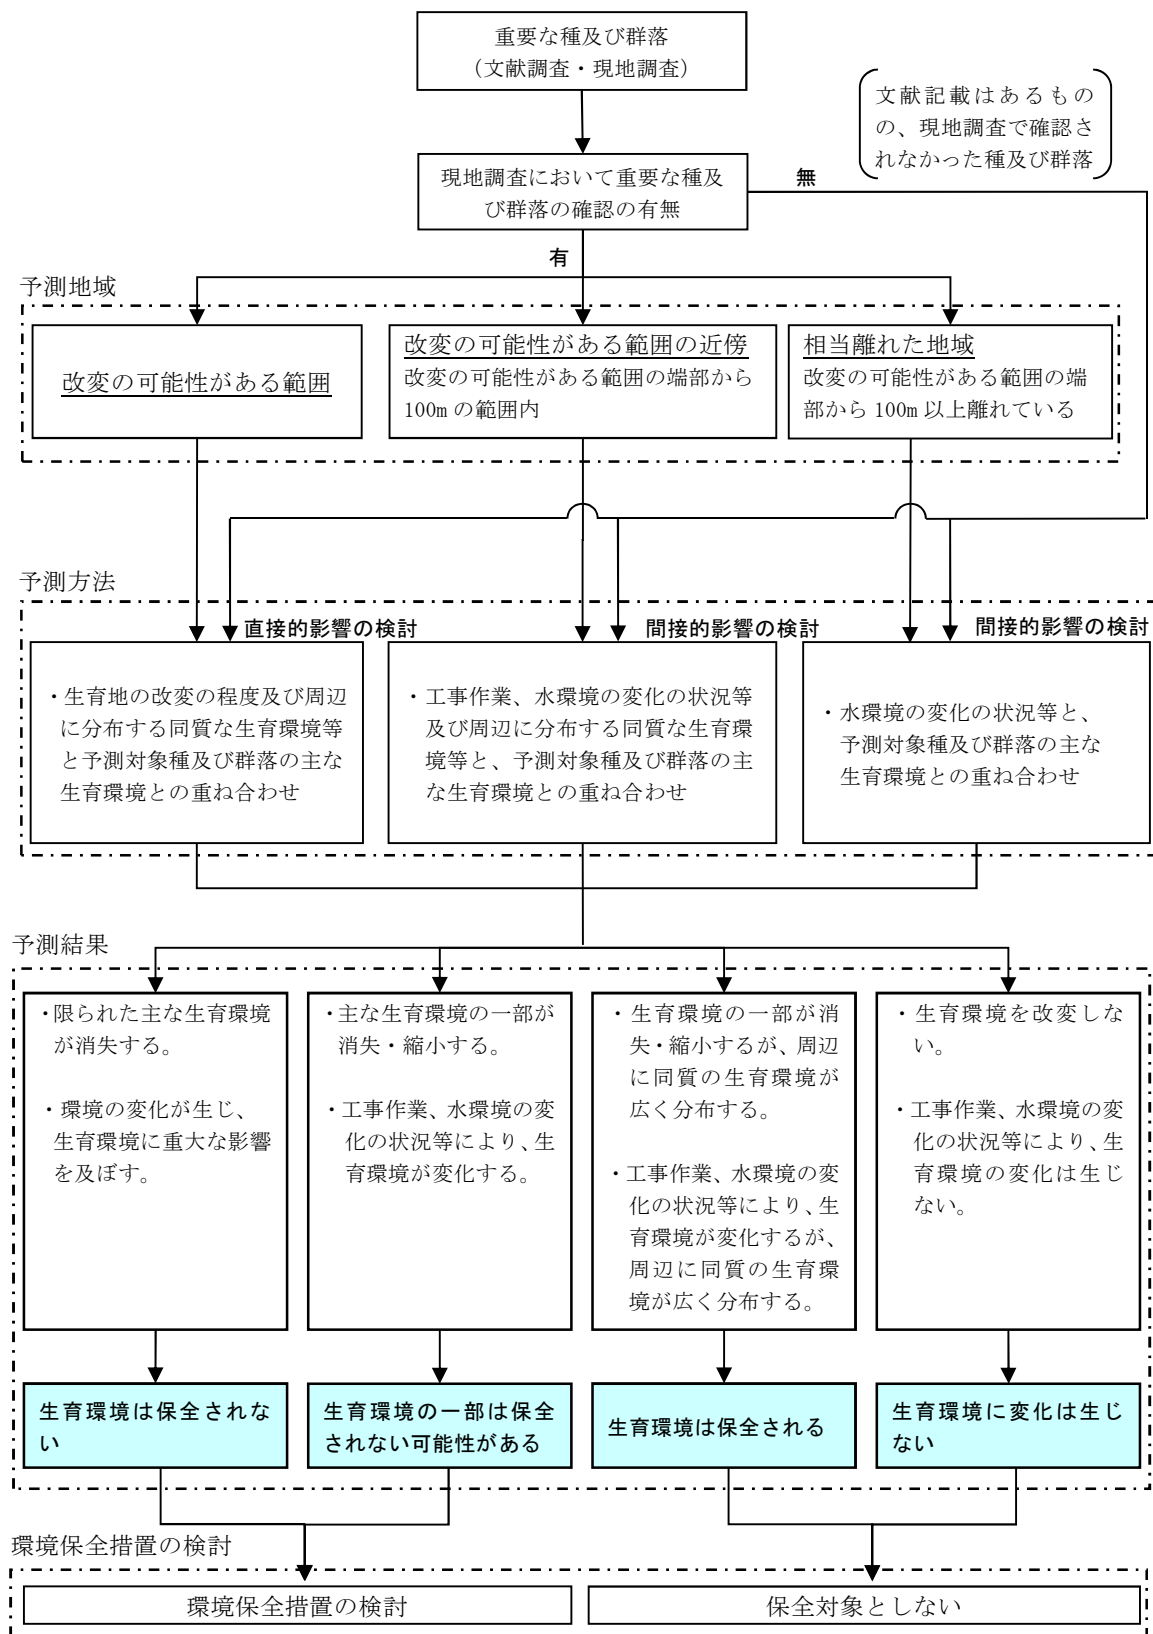 重要な種及び群落
（文献調査・現地調査）
文献記載はあるもの
の、現地調査で確認さ
れなかった種及び群落
現地調査において重要な種及
び群落の確認の有無
無
有
予測地域
改変の可能性がある範囲
改変の可能性がある範囲の近傍
改変の可能性がある範囲の端部から
100m の範囲内
相当離れた地域
改変の可能性がある範囲の端
部から 100m 以上離れている
予測方法
直接的影響の検討
間接的影響の検討
間接的影響の検討
・生育地の改変の程度及び周辺
に分布する同質な生育環境等
と予測対象種及び群落の主な
生育環境との重ね合わせ
・工事作業、水環境の変化の状況等
及び周辺に分布する同質な生育環
境等と、予測対象種及び群落の主
な生育環境との重ね合わせ
・水環境の変化の状況等と、
予測対象種及び群落の主な
生育環境との重ね合わせ
予測結果
・限られた主な生育環境
が消失する。
・環境の変化が生じ、
生育環境に重大な影響
を及ぼす。
・主な生育環境の一部が
消失・縮小する。
・工事作業、水環境の変
化の状況等により、生
育環境が変化する。
・生育環境の一部が消
失・縮小するが、周辺
に同質の生育環境が
広く分布する。
・工事作業、水環境の変
化の状況等により、生
育環境が変化するが、
周辺に同質の生育環
境が広く分布する。
・生育環境を改変しな
い。
・工事作業、水環境の変
化の状況等により、生
育環境の変化は生じ
ない。
生育環境は保全されな
い
生育環境の一部は保全
されない可能性がある
生育環境は保全される
生育環境に変化は生じ
ない
環境保全措置の検討
環境保全措置の検討
保全対象としない